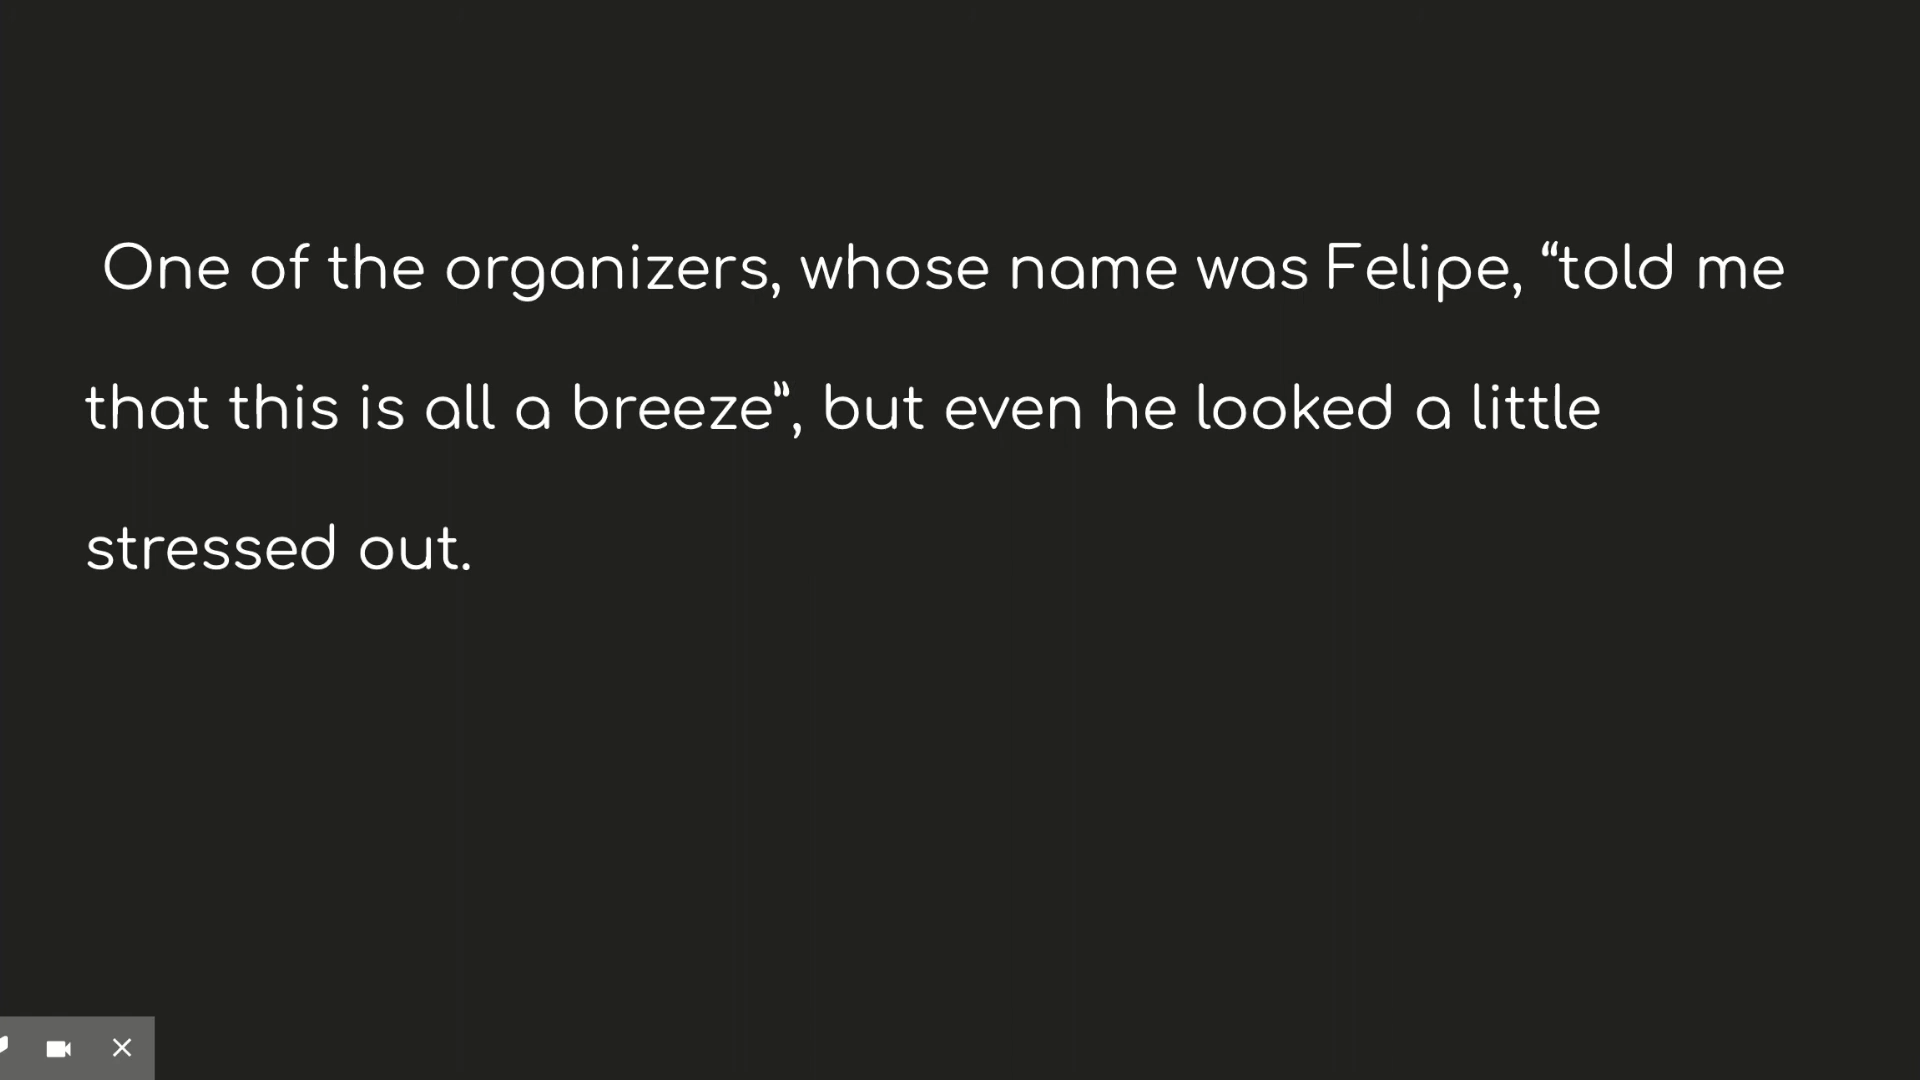 One of the organizers, whose name was Felipe, “told me
that this is all a breeze”, but even he looked a little
stressed out.